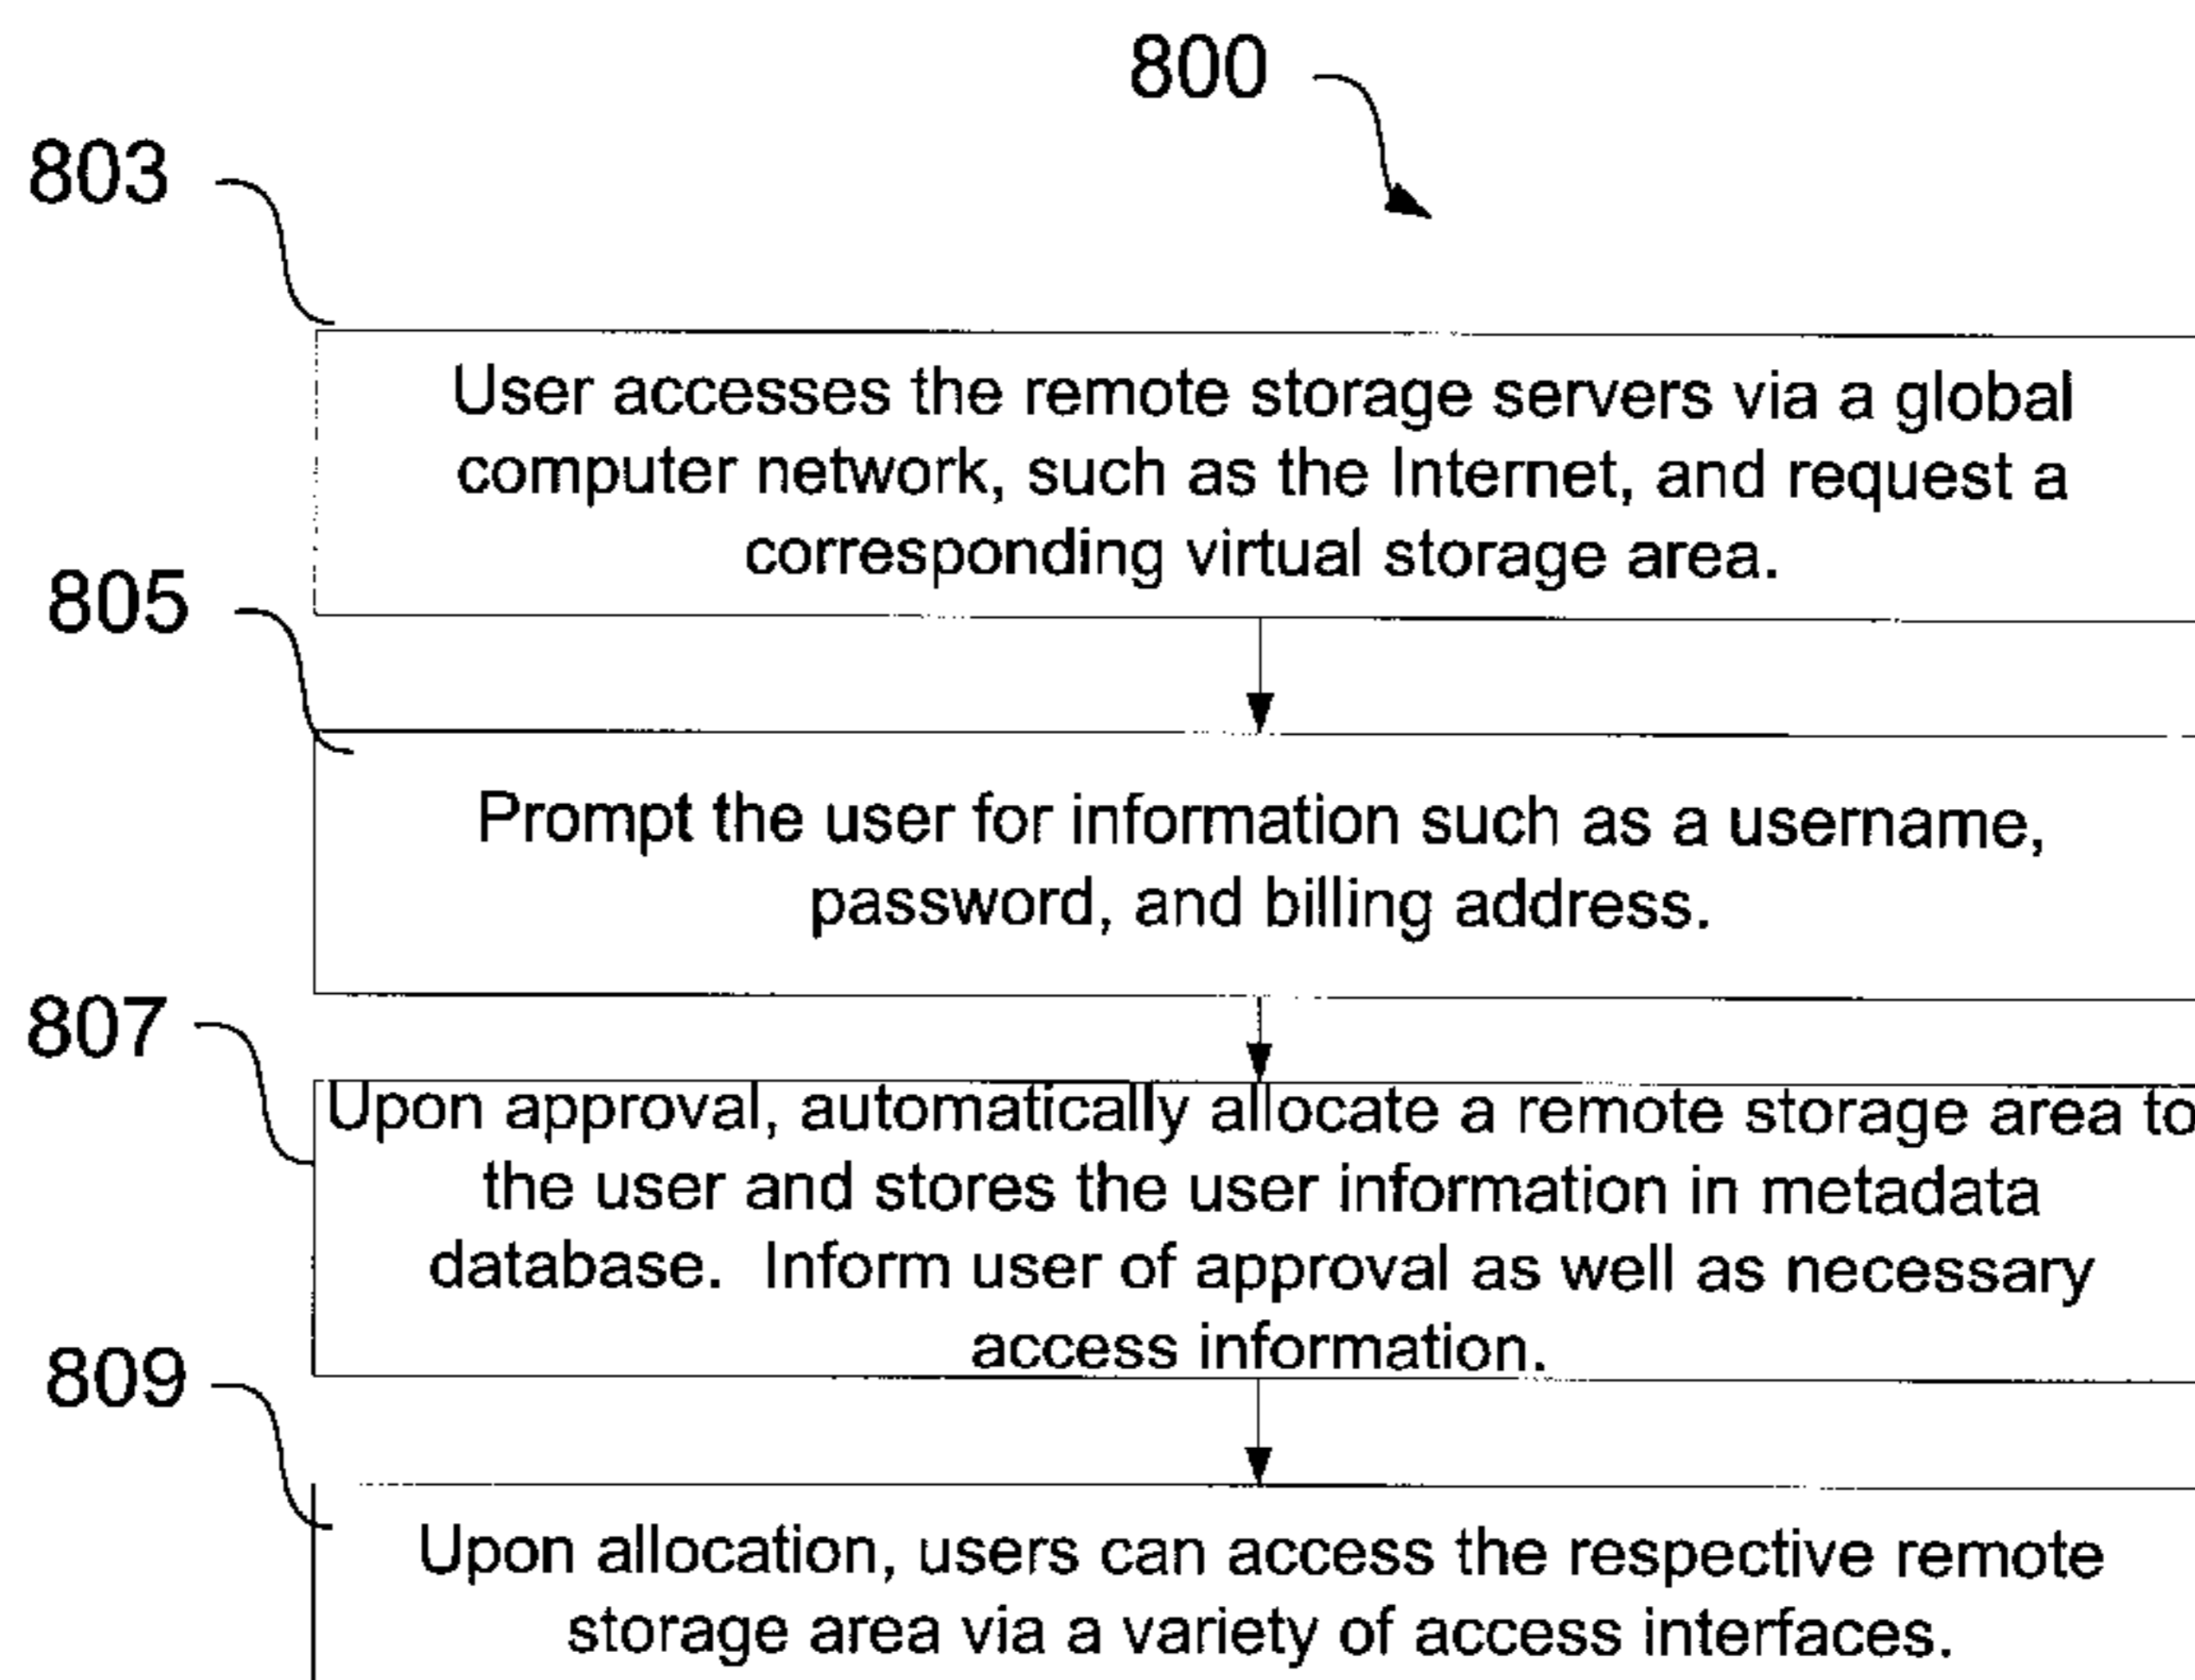 800
803
User accesses the remote storage servers via a global
computer network, such as the Internet, and request a
corresponding virtual storage area.
805
Prompt the user for information such as a username,
password, and billing address.
807
Upon approval, automatically allocate a remote storage area to
the user and stores the user information in metadata
database. Inform user of approval as well as necessary
access information.
809
Upon allocation, users can access the respective remote
storage area via a variety of access interfaces.